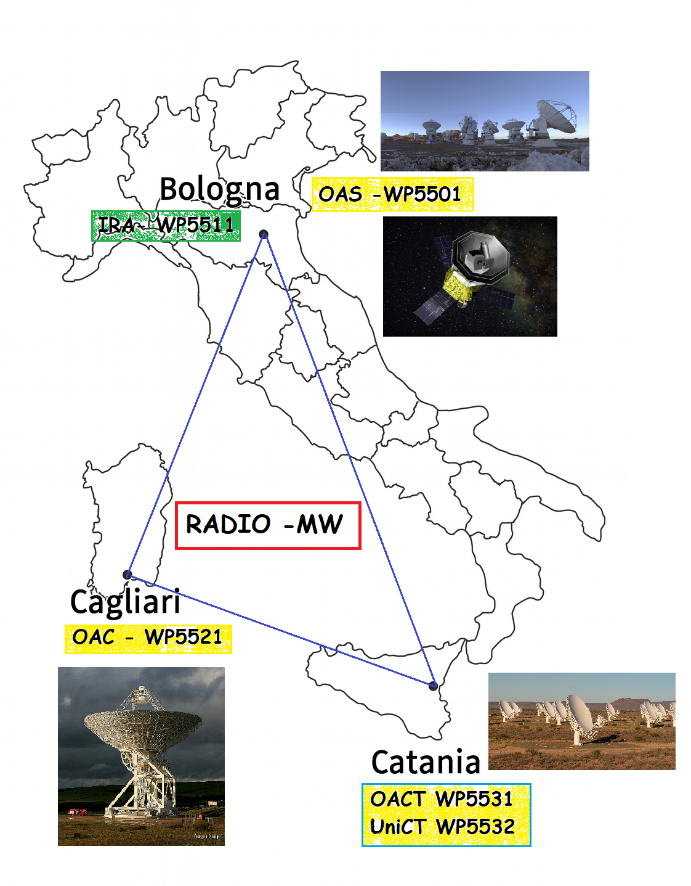 Bologna
OAS -WP5501
IRA- WP5511
RADIO -MW
Cagliari
OAC - WP5521
Catania
OACT WP5531
UniCT WP5532